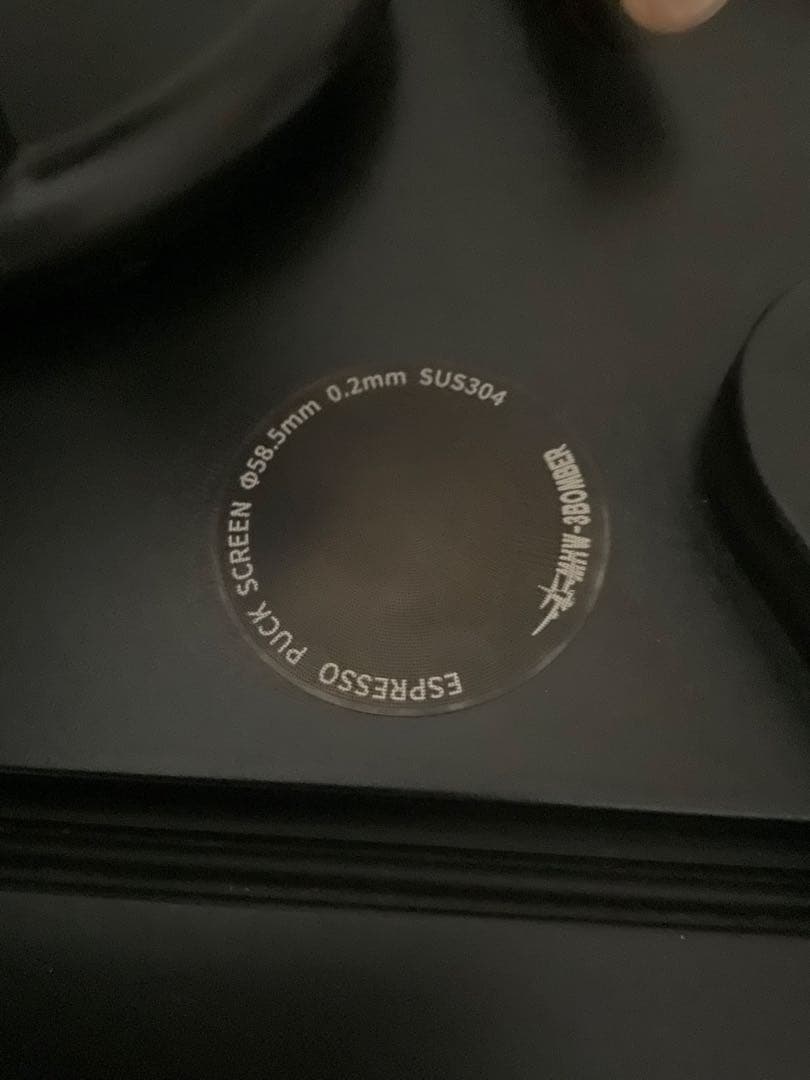 ESPRESSO PUCK SCREEN Φ58.5mm 0.2mm SUS304
MHW-3BOMBER